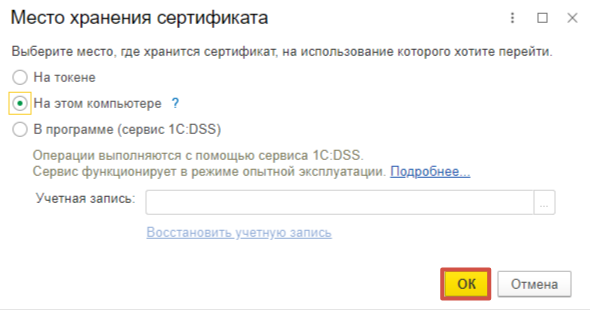 Место хранения сертификата
Выберите место, где хранится сертификат, на использование которого хотите перейти.
На токене
На этом компьютере ?
В программе (сервис 1С:DSS)
Операции выполняются с помощью сервиса 1С:DSS.
Сервис функционирует в режиме опытной эксплуатации. Подробнее...
Учетная запись: ...
Восстановить учетную запись
ОК Отмена